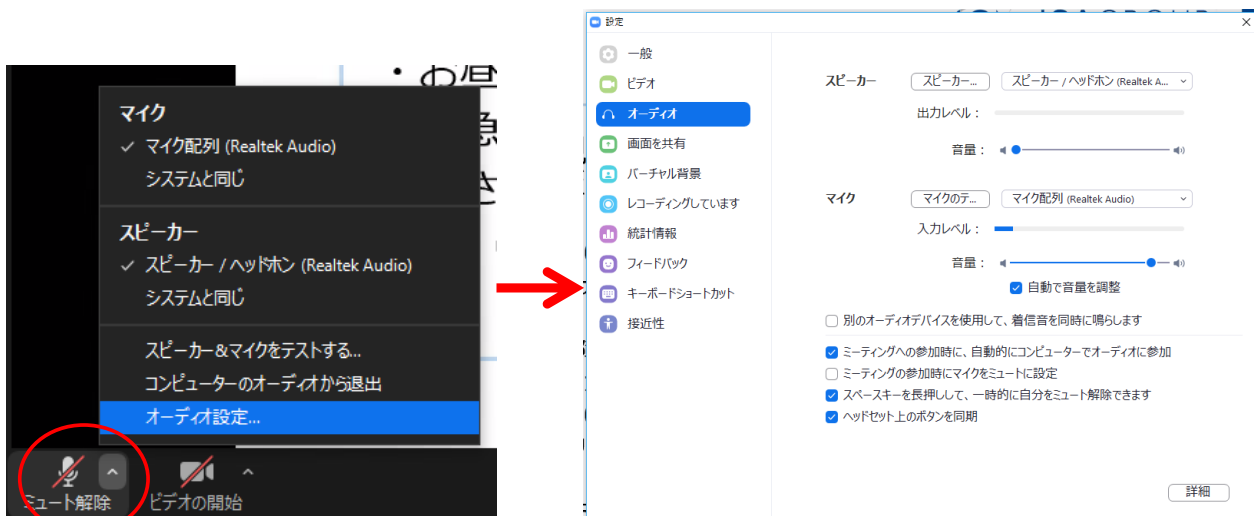 ・お昼
マイク
マイク配列 (Realtek Audio)
システムと同じ
スピーカー
スピーカー / ヘッドホン (Realtek Audio)
システムと同じ
スピーカー&マイクをテストする...
コンピューターのオーディオから退出
オーディオ設定...
ミュート解除
ビデオの開始
設定
一般
ビデオ
オーディオ
画面を共有
バーチャル背景
レコーディングしています
統計情報
フィードバック
キーボードショートカット
接近性
スピーカー
スピーカー...
スピーカー / ヘッドホン (Realtek A...
出力レベル：
音量：
マイク
マイクのテ...
マイク配列 (Realtek Audio)
入力レベル：
音量：
自動で音量を調整
別のオーディオデバイスを使用して、着信音を同時に鳴らします
ミーティングへの参加時に、自動的にコンピューターでオーディオに参加
ミーティングの参加時にマイクをミュートに設定
スペースキーを長押しして、一時的に自分をミュート解除できます
ヘッドセット上のボタンを同期
詳細